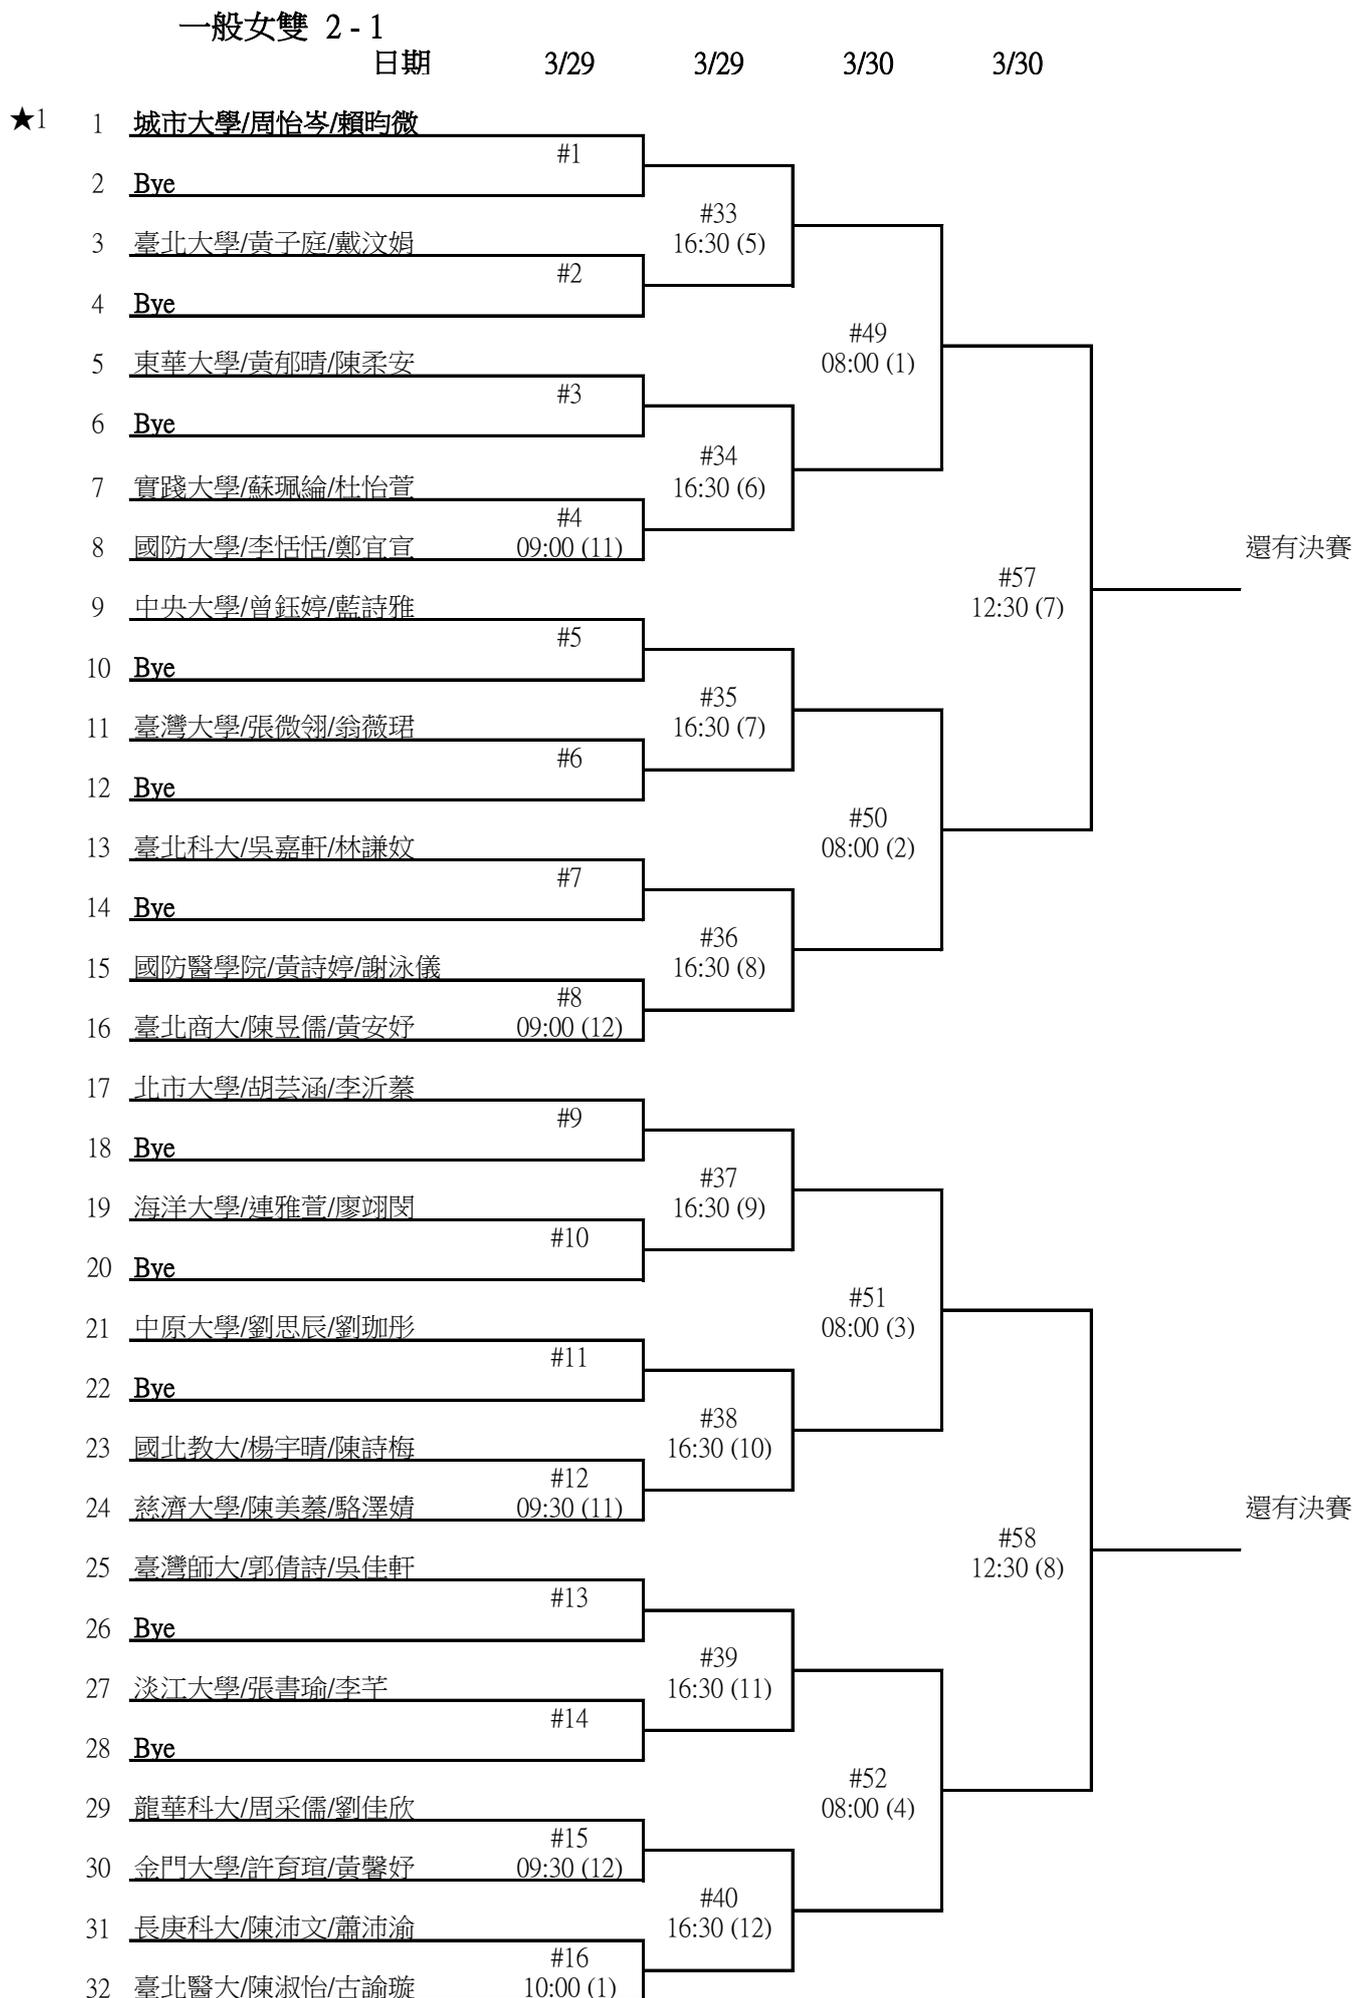 一般女雙 2 - 1
日期 3/29 3/29 3/30 3/30
★1 1 城市大學/周怡岑/賴昀微
#1
2 Bye
#33
3 臺北大學/黃子庭/戴汶娟 16:30 (5)
#2
4 Bye
#49
5 東華大學/黃郁晴/陳柔安 08:00 (1)
#3
6 Bye
#34
7 實踐大學/蘇珮綸/杜怡萱 16:30 (6)
#4
8 國防大學/李恬恬/鄭宜宣 09:00 (11) 還有決賽
#57
9 中央大學/曾鈺婷/藍詩雅 12:30 (7)
#5
10 Bye
#35
11 臺灣大學/張微翎/翁薇珺 16:30 (7)
#6
12 Bye
#50
13 臺北科大/吳嘉軒/林謙妏 08:00 (2)
#7
14 Bye
#36
15 國防醫學院/黃詩婷/謝泳儀 16:30 (8)
#8
16 臺北商大/陳昱儒/黃安妤 09:00 (12)
17 北市大學/胡芸涵/李沂蓁
#9
18 Bye
#37
19 海洋大學/連雅萱/廖翊閔 16:30 (9)
#10
20 Bye
#51
21 中原大學/劉思辰/劉珈彤 08:00 (3)
#11
22 Bye
#38
23 國北教大/楊宇晴/陳詩梅 16:30 (10)
#12
24 慈濟大學/陳美蓁/駱澤婧 09:30 (11) 還有決賽
#58
25 臺灣師大/郭倩詩/吳佳軒 12:30 (8)
#13
26 Bye
#39
27 淡江大學/張書瑜/李芊 16:30 (11)
#14
28 Bye
#52
29 龍華科大/周采儒/劉佳欣 08:00 (4)
#15
30 金門大學/許育瑄/黃馨妤 09:30 (12)
#40
31 長庚科大/陳沛文/蕭沛渝 16:30 (12)
#16
32 臺北醫大/陳淑怡/古諭璇 10:00 (1)